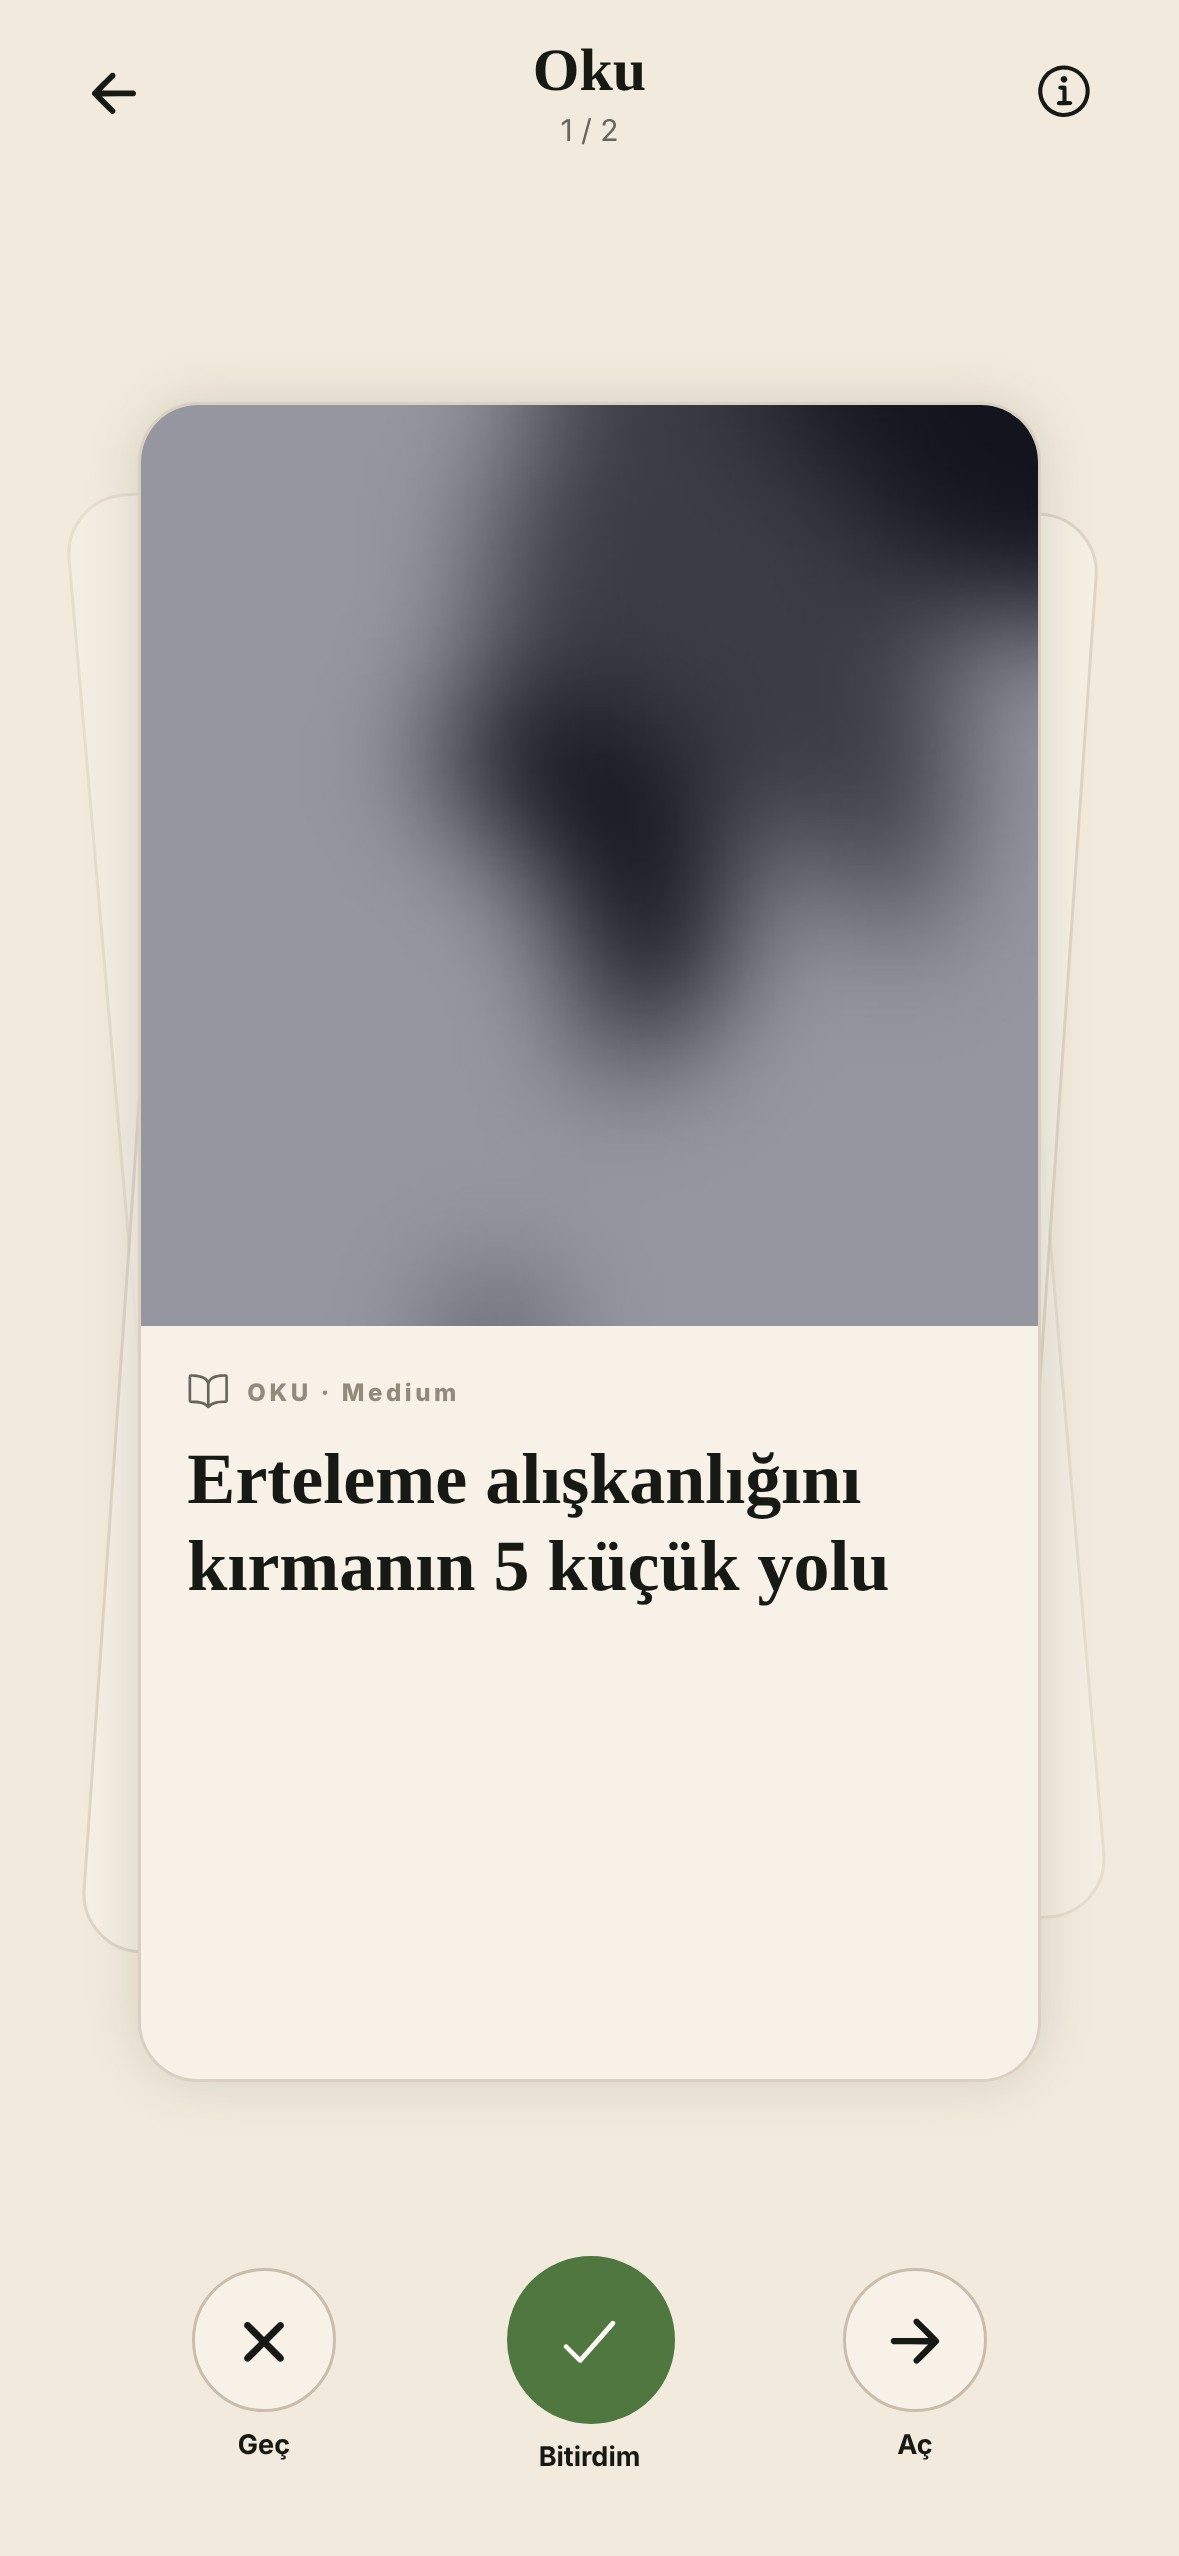 Oku
1 / 2
OKU · Medium
Erteleme alışkanlığını
kırmanın 5 küçük yolu
Geç
Bitirdim
Aç